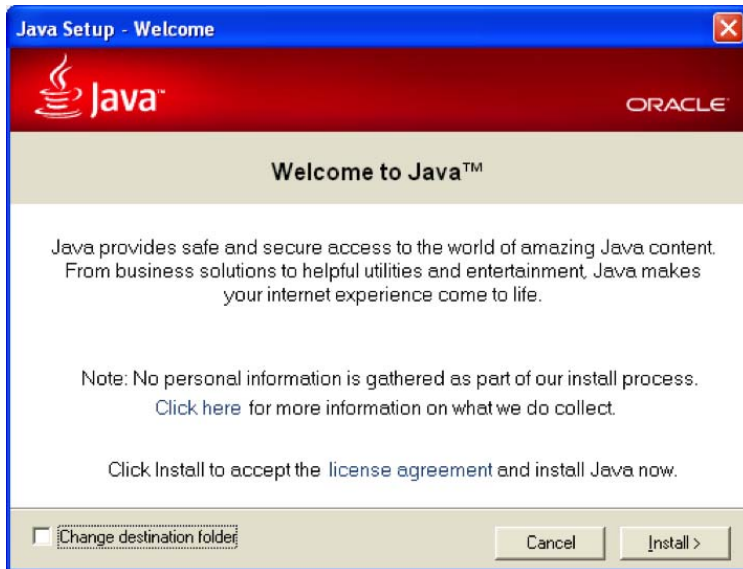 Java Setup - Welcome
Java™
ORACLE
Welcome to Java™
Java provides safe and secure access to the world of amazing Java content.
From business solutions to helpful utilities and entertainment, Java makes
your internet experience come to life.
Note: No personal information is gathered as part of our install process.
Click here for more information on what we do collect.
Click Install to accept the license agreement and install Java now.
Change destination folder
Cancel
Install >